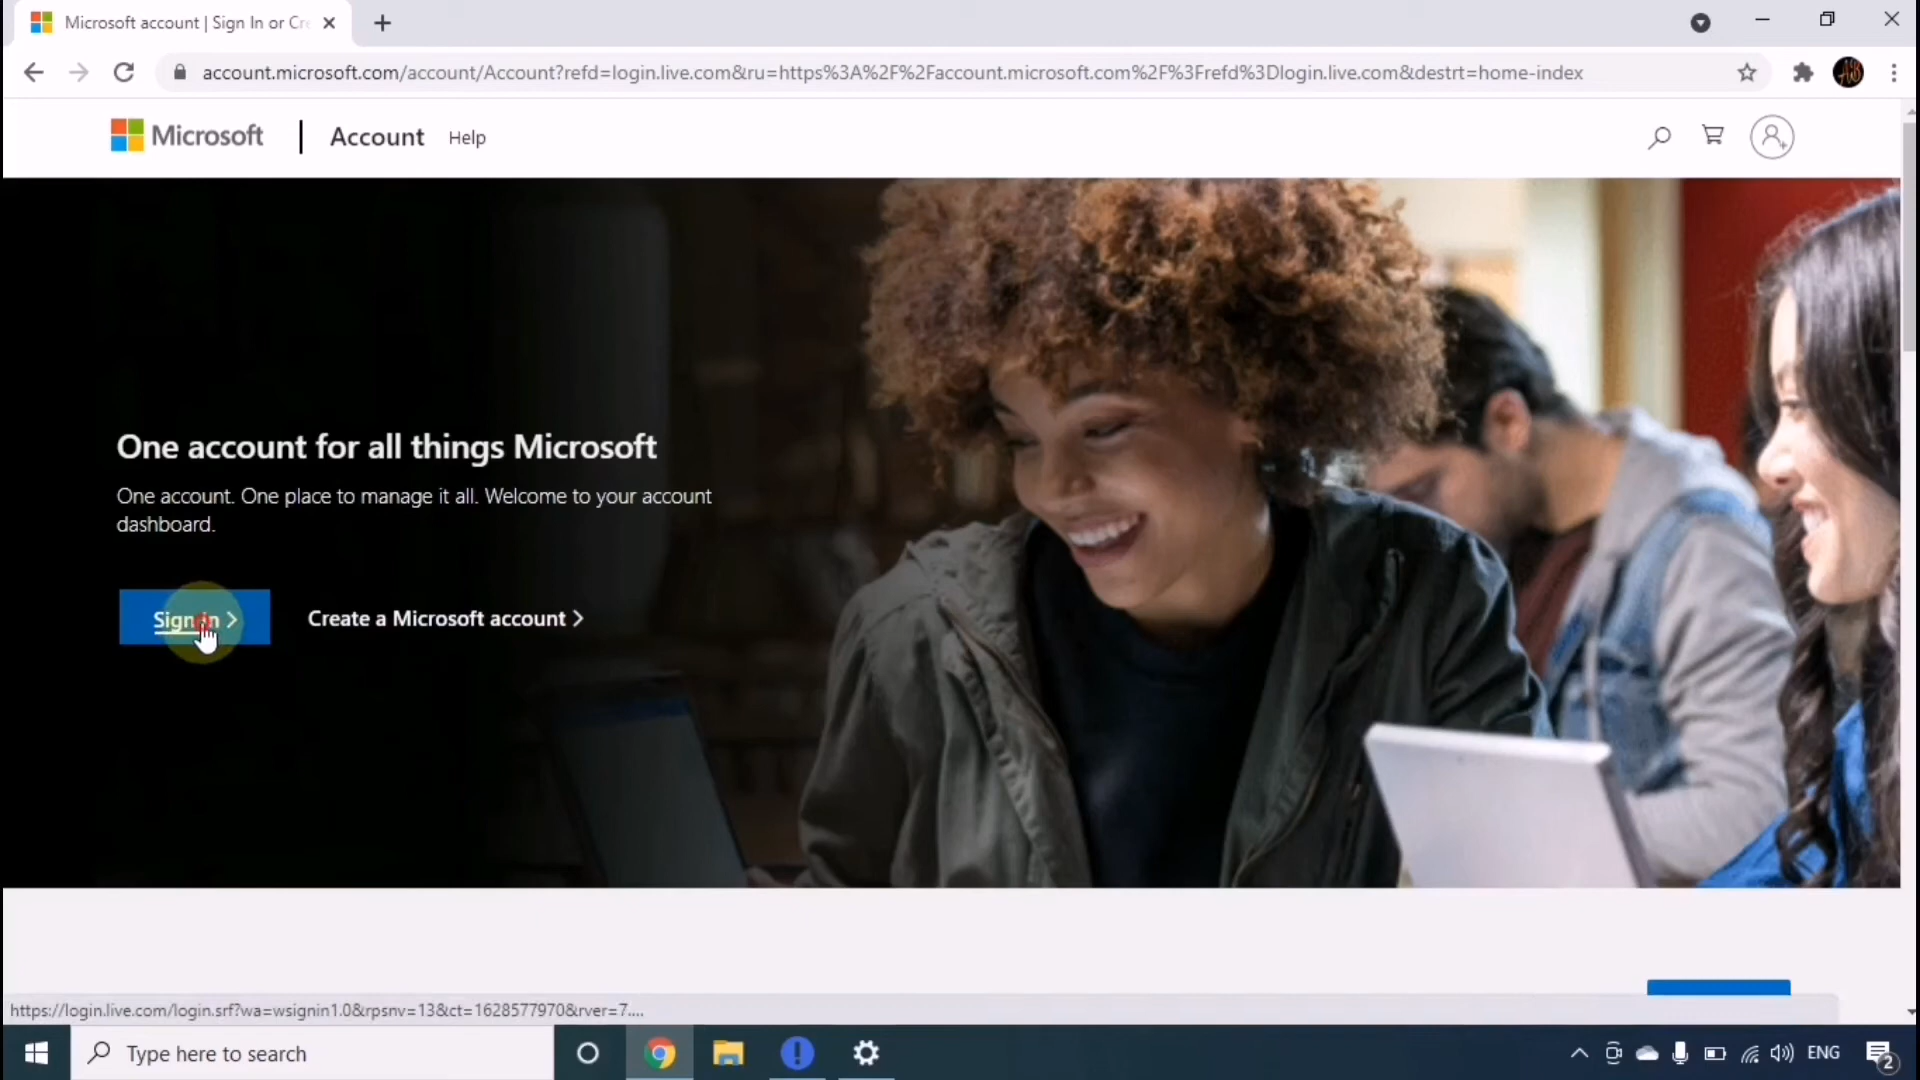 Microsoft account | Sign In or Cre
account.microsoft.com/account/Account?refd=login.live.com&ru=https%3A%2F%2Faccount.microsoft.com%2F%3Frefd%3Dlogin.live.com&destrt=home-index
Microsoft | Account Help
One account for all things Microsoft
One account. One place to manage it all. Welcome to your account
dashboard.
Sign in > Create a Microsoft account >
https://login.live.com/login.srf?wa=wsignin1.0&rpsnv=13&ct=1628577970&rver=7....
Type here to search
ENG
2